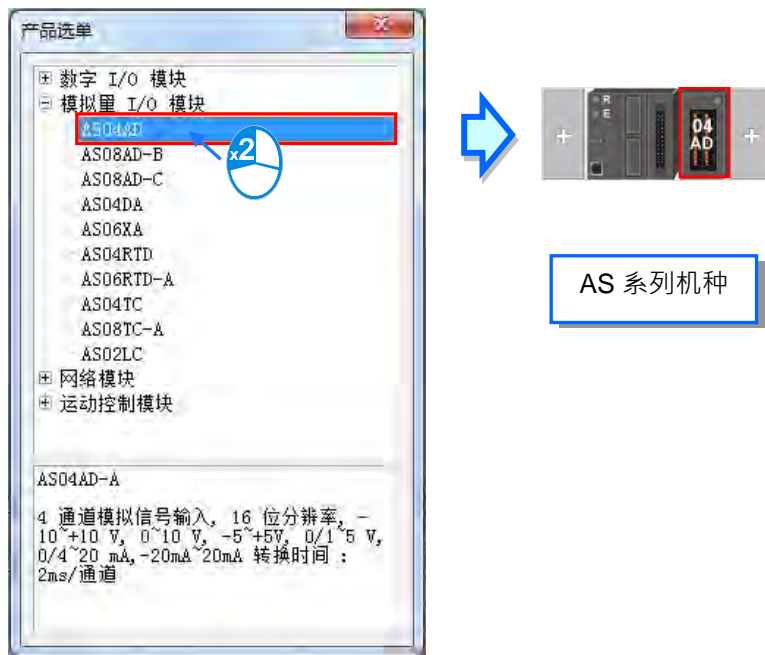 产品选单
数字 I/O 模块
模拟量 I/O 模块
AS04AD
AS08AD-B
AS08AD-C
AS04DA
AS06XA
AS04RTD
AS06RTD-A
AS04TC
AS08TC-A
AS02LC
网络模块
运动控制模块
AS04AD-A
4 通道模拟信号输入, 16 位分辨率, -
10~+10 V, 0~10 V, -5~+5V, 0/1~5 V,
0/4~20 mA,-20mA~20mA 转换时间 :
2ms/通道
x2
R
E
04
AD
AS 系列机种